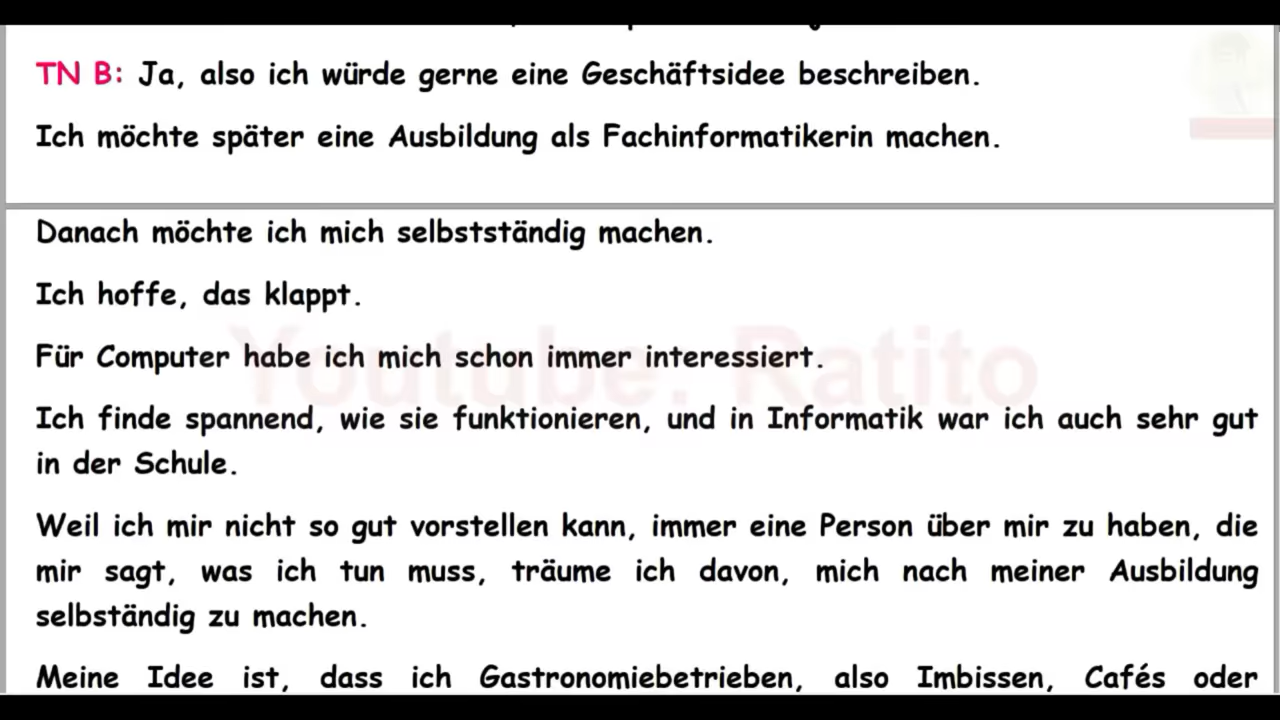 TN B: Ja, also ich würde gerne eine Geschäftsidee beschreiben.
Ich möchte später eine Ausbildung als Fachinformatikerin machen.
Danach möchte ich mich selbstständig machen.
Ich hoffe, das klappt.
Youtube: Ratito
Für Computer habe ich mich schon immer interessiert.
Ich finde spannend, wie sie funktionieren, und in Informatik war ich auch sehr gut
in der Schule.
Weil ich mir nicht so gut vorstellen kann, immer eine Person über mir zu haben, die
mir sagt, was ich tun muss, träume ich davon, mich nach meiner Ausbildung
selbständig zu machen.
Meine Idee ist, dass ich Gastronomiebetrieben, also Imbissen, Cafés oder